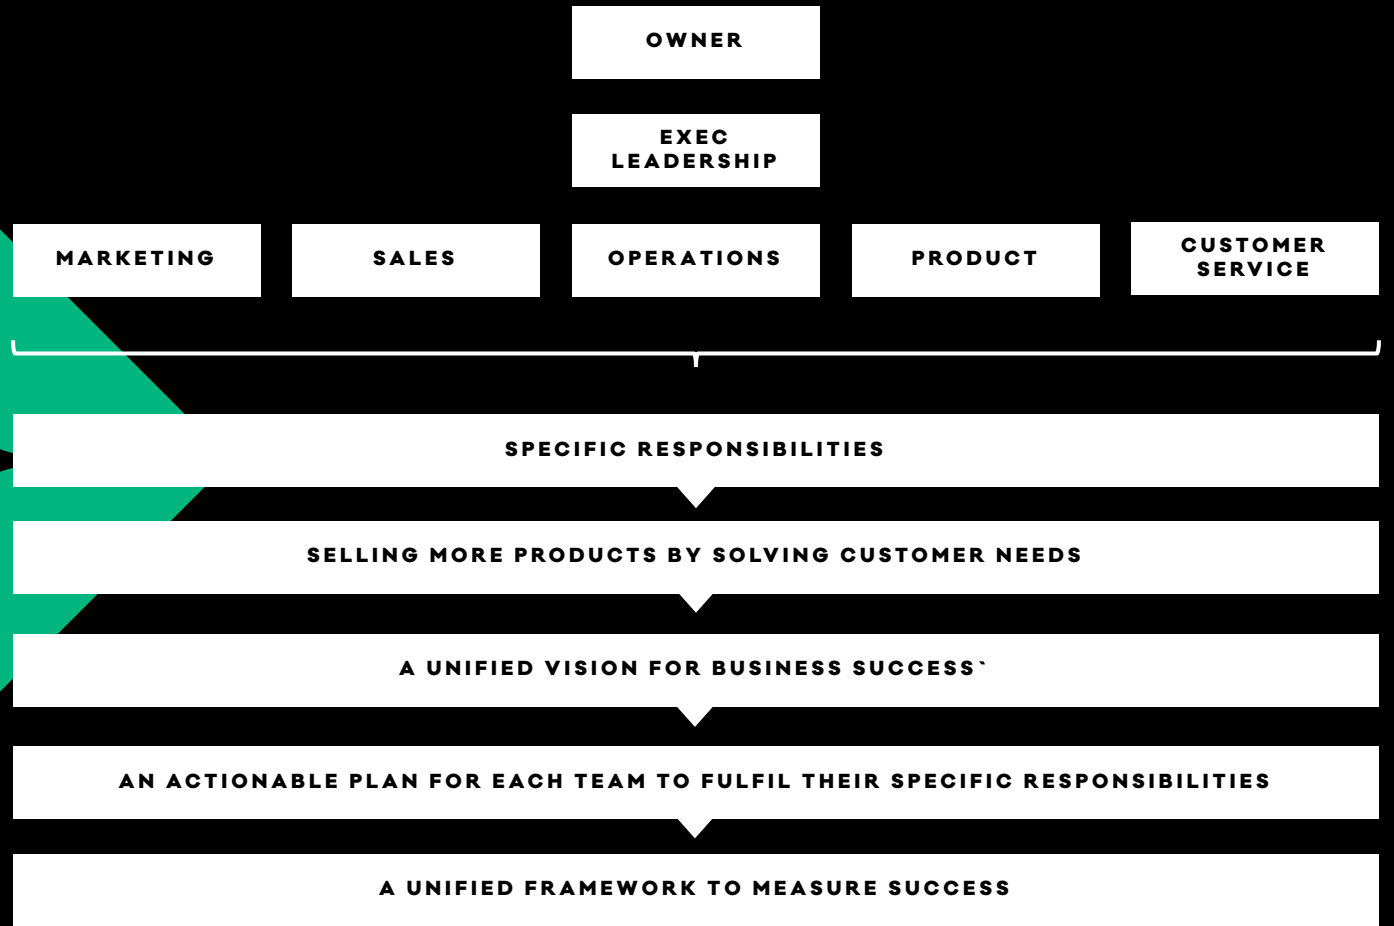 OWNER
EXEC
LEADERSHIP
MARKETING
SALES
OPERATIONS
PRODUCT
CUSTOMER
SERVICE
SPECIFIC RESPONSIBILITIES
SELLING MORE PRODUCTS BY SOLVING CUSTOMER NEEDS
A UNIFIED VISION FOR BUSINESS SUCCESS`
AN ACTIONABLE PLAN FOR EACH TEAM TO FULFIL THEIR SPECIFIC RESPONSIBILITIES
A UNIFIED FRAMEWORK TO MEASURE SUCCESS